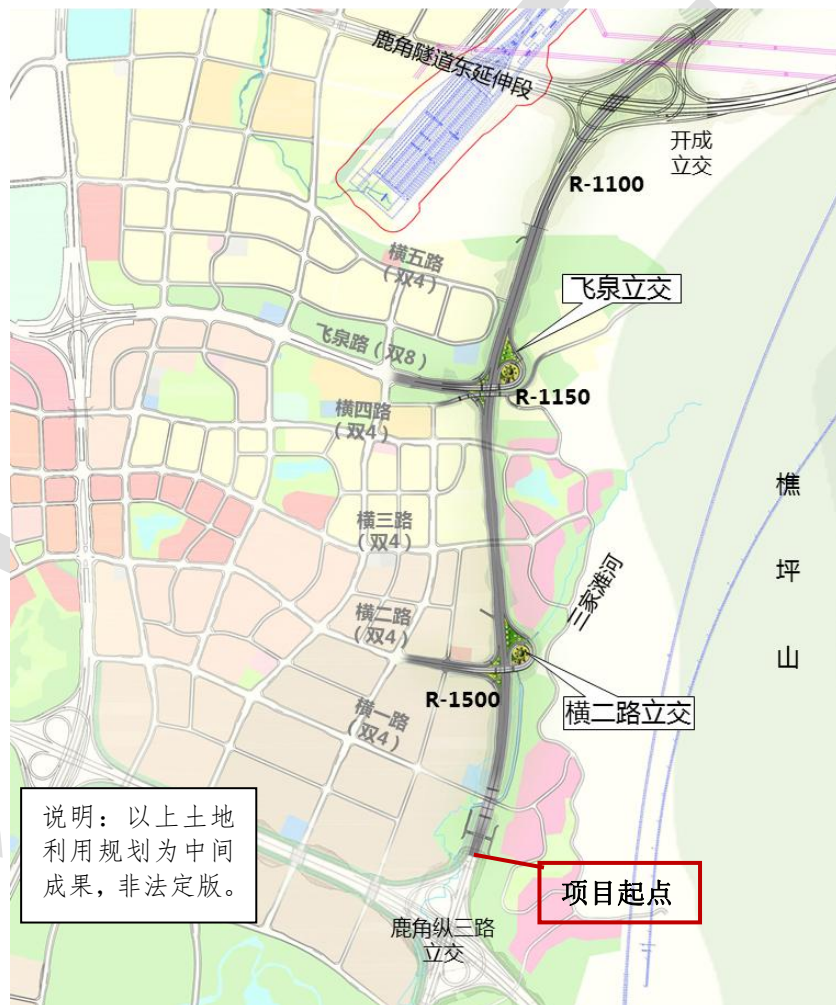 鹿角隧道东延伸段
开成
立交
R-1100
横五路
(双4)
飞泉立交
飞泉路(双8)
R-1150
横四路
(双4)
樵
坪
山
横三路
(双4)
三家滩河
横二路
(双4)
R-1500
横二路立交
横一路
(双4)
说明：以上土地
利用规划为中间
成果，非法定版。
项目起点
鹿角纵三路
立交